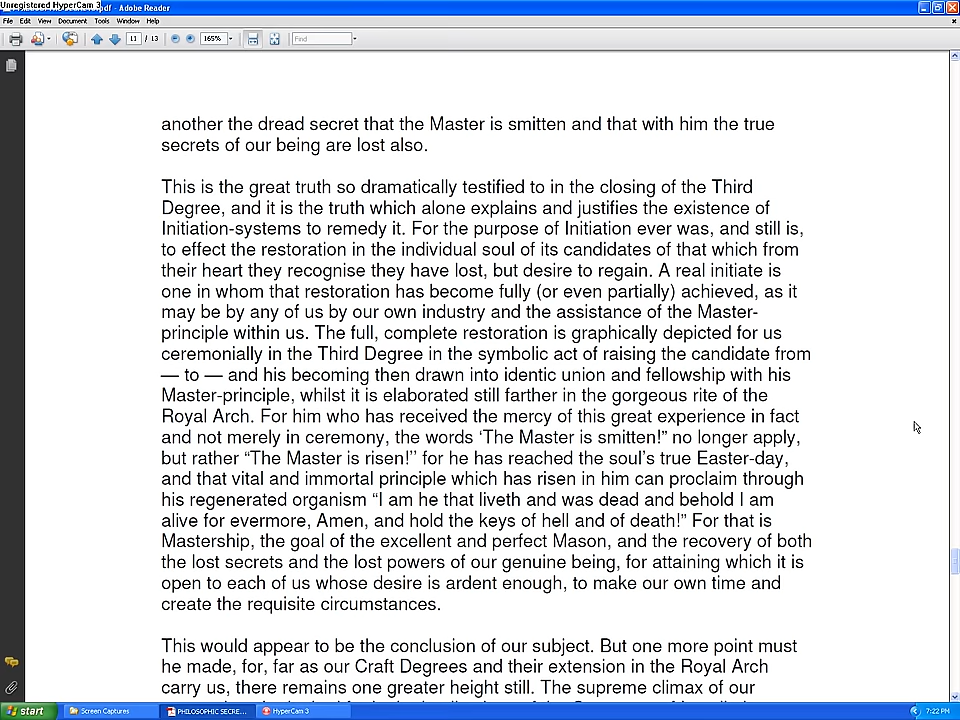 Unregistered HyperCam 3
.pdf - Adobe Reader
File Edit View Document Tools Window Help
11 / 13 165% Find
another the dread secret that the Master is smitten and that with him the true
secrets of our being are lost also.
This is the great truth so dramatically testified to in the closing of the Third
Degree, and it is the truth which alone explains and justifies the existence of
Initiation-systems to remedy it. For the purpose of Initiation ever was, and still is,
to effect the restoration in the individual soul of its candidates of that which from
their heart they recognise they have lost, but desire to regain. A real initiate is
one in whom that restoration has become fully (or even partially) achieved, as it
may be by any of us by our own industry and the assistance of the Master-
principle within us. The full, complete restoration is graphically depicted for us
ceremonially in the Third Degree in the symbolic act of raising the candidate from
— to — and his becoming then drawn into identic union and fellowship with his
Master-principle, whilst it is elaborated still farther in the gorgeous rite of the
Royal Arch. For him who has received the mercy of this great experience in fact
and not merely in ceremony, the words ‘The Master is smitten!” no longer apply,
but rather “The Master is risen!’’ for he has reached the soul’s true Easter-day,
and that vital and immortal principle which has risen in him can proclaim through
his regenerated organism “I am he that liveth and was dead and behold I am
alive for evermore, Amen, and hold the keys of hell and of death!” For that is
Mastership, the goal of the excellent and perfect Mason, and the recovery of both
the lost secrets and the lost powers of our genuine being, for attaining which it is
open to each of us whose desire is ardent enough, to make our own time and
create the requisite circumstances.
This would appear to be the conclusion of our subject. But one more point must
he made, for, far as our Craft Degrees and their extension in the Royal Arch
carry us, there remains one greater height still. The supreme climax of our
start Screen Captures PHILOSOPHIC SECRE... HyperCam 3 7:22 PM